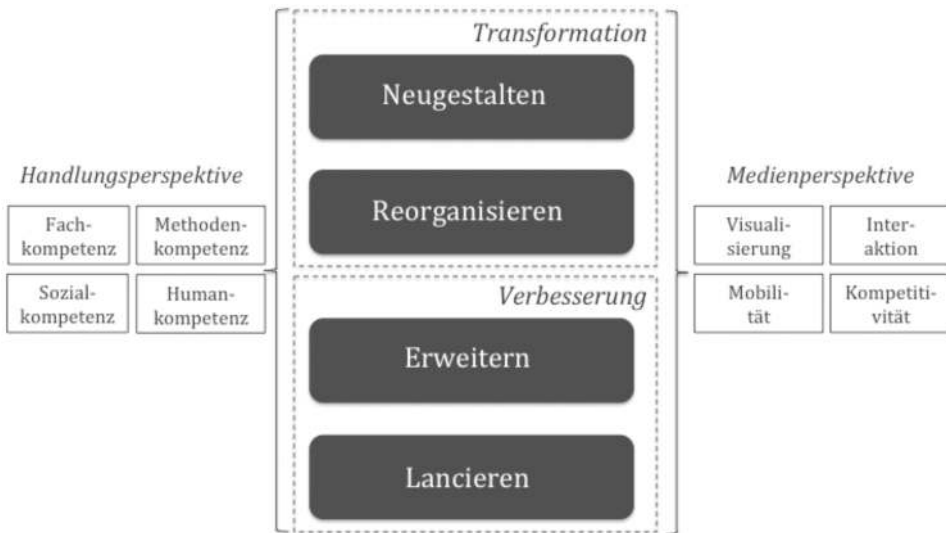 Transformation
Neugestalten
Reorganisieren
Handlungsperspektive
Fach-
kompetenz
Methoden-
kompetenz
Sozial-
kompetenz
Human-
kompetenz
Verbesserung
Erweitern
Lancieren
Medienperspektive
Visuali-
sierung
Inter-
aktion
Mobili-
tät
Kompetiti-
vität